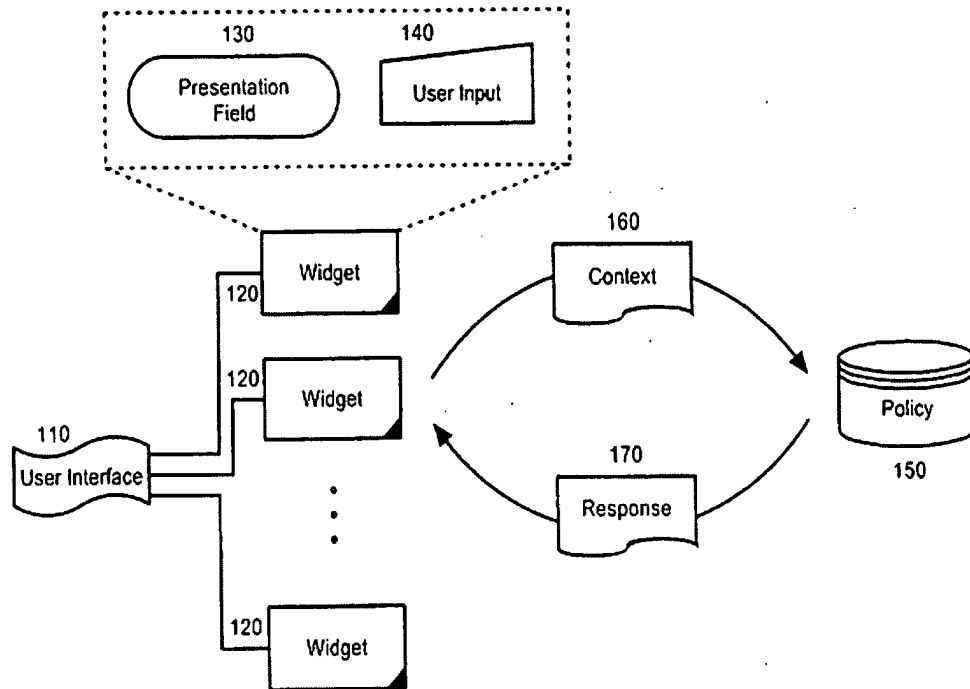 130
140
Presentation
Field
User Input
160
Widget
Context
120
120
Widget
Policy
110
170
150
User Interface
Response
120
Widget